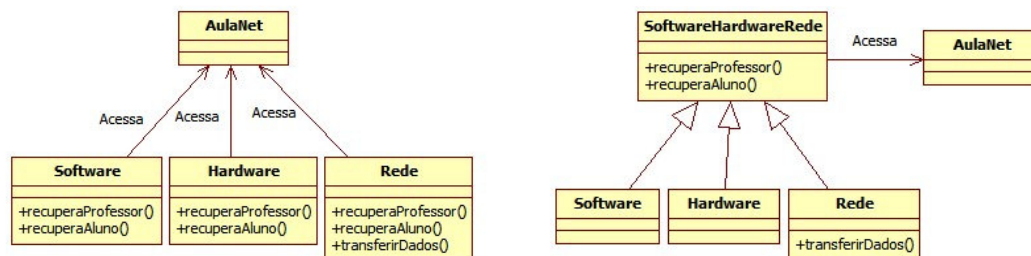 AulaNet
Acessa
Acessa
Acessa
Software
+recuperaProfessor()
+recuperaAluno()
Hardware
+recuperaProfessor()
+recuperaAluno()
Rede
+recuperaProfessor()
+recuperaAluno()
+transferirDados()
SoftwareHardwareRede
+recuperaProfessor()
+recuperaAluno()
Acessa
AulaNet
Software
Hardware
Rede
+transferirDados()